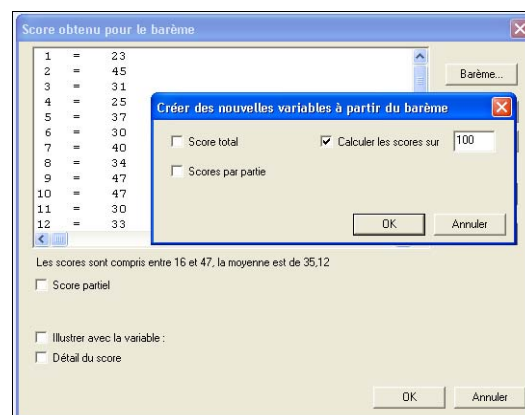 Score obtenu pour le barème
1 = 23
2 = 45
3 = 31
4 = 25
5 = 37
6 = 30
7 = 40
8 = 34
9 = 47
10 = 47
11 = 30
12 = 33
Barème...
Créer des nouvelles variables à partir du barème
Score total
Calculer les scores sur 100
Scores par partie
OK Annuler
Les scores sont compris entre 16 et 47, la moyenne est de 35,12
Score partiel
Illustrer avec la variable :
Détail du score
OK Annuler